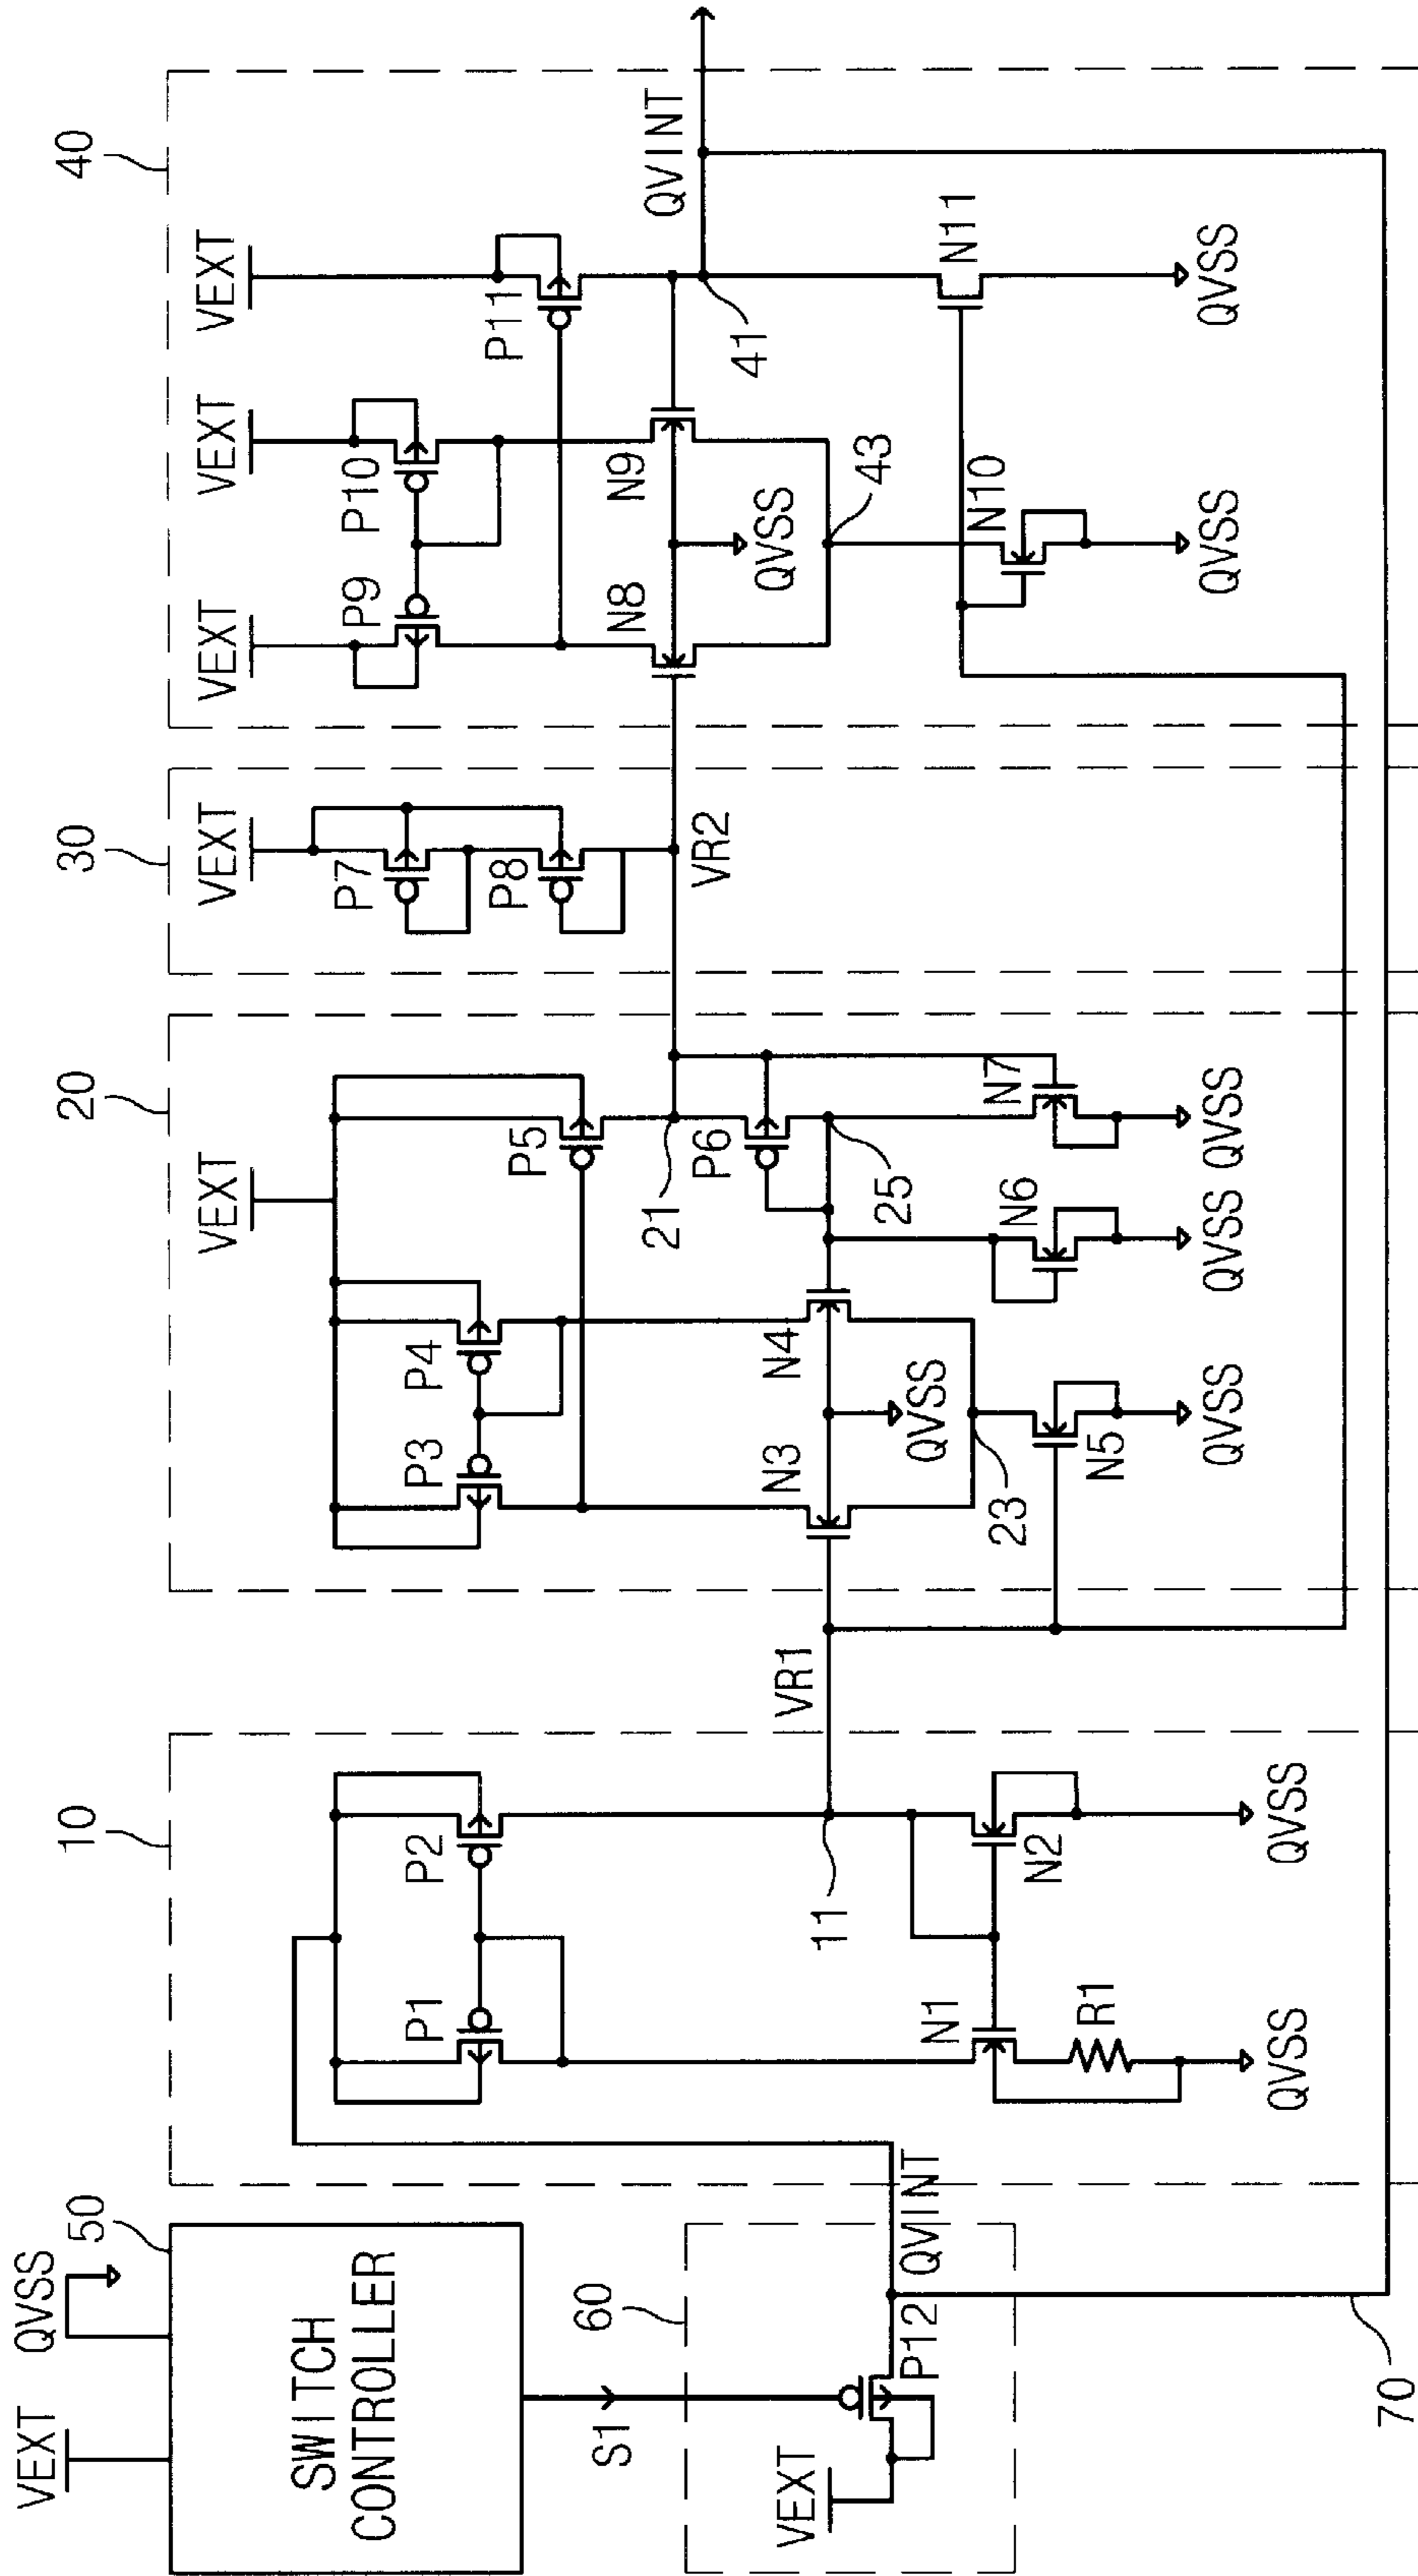 VEXT
QVSS
50
SWITCH
CONTROLLER
S1
60
VEXT
P12
QVINT
70
10
P1
P2
11
N1
R1
N2
QVSS
QVSS
VR1
20
VEXT
P3
P4
P5
21
P6
N3
N4
QVSS
23
25
N5
N6
N7
QVSS
QVSS
QVSS
30
VEXT
P7
P8
VR2
40
VEXT
VEXT
VEXT
P9
P10
P11
N8
N9
QVSS
43
41
QVINT
N10
N11
QVSS
QVSS